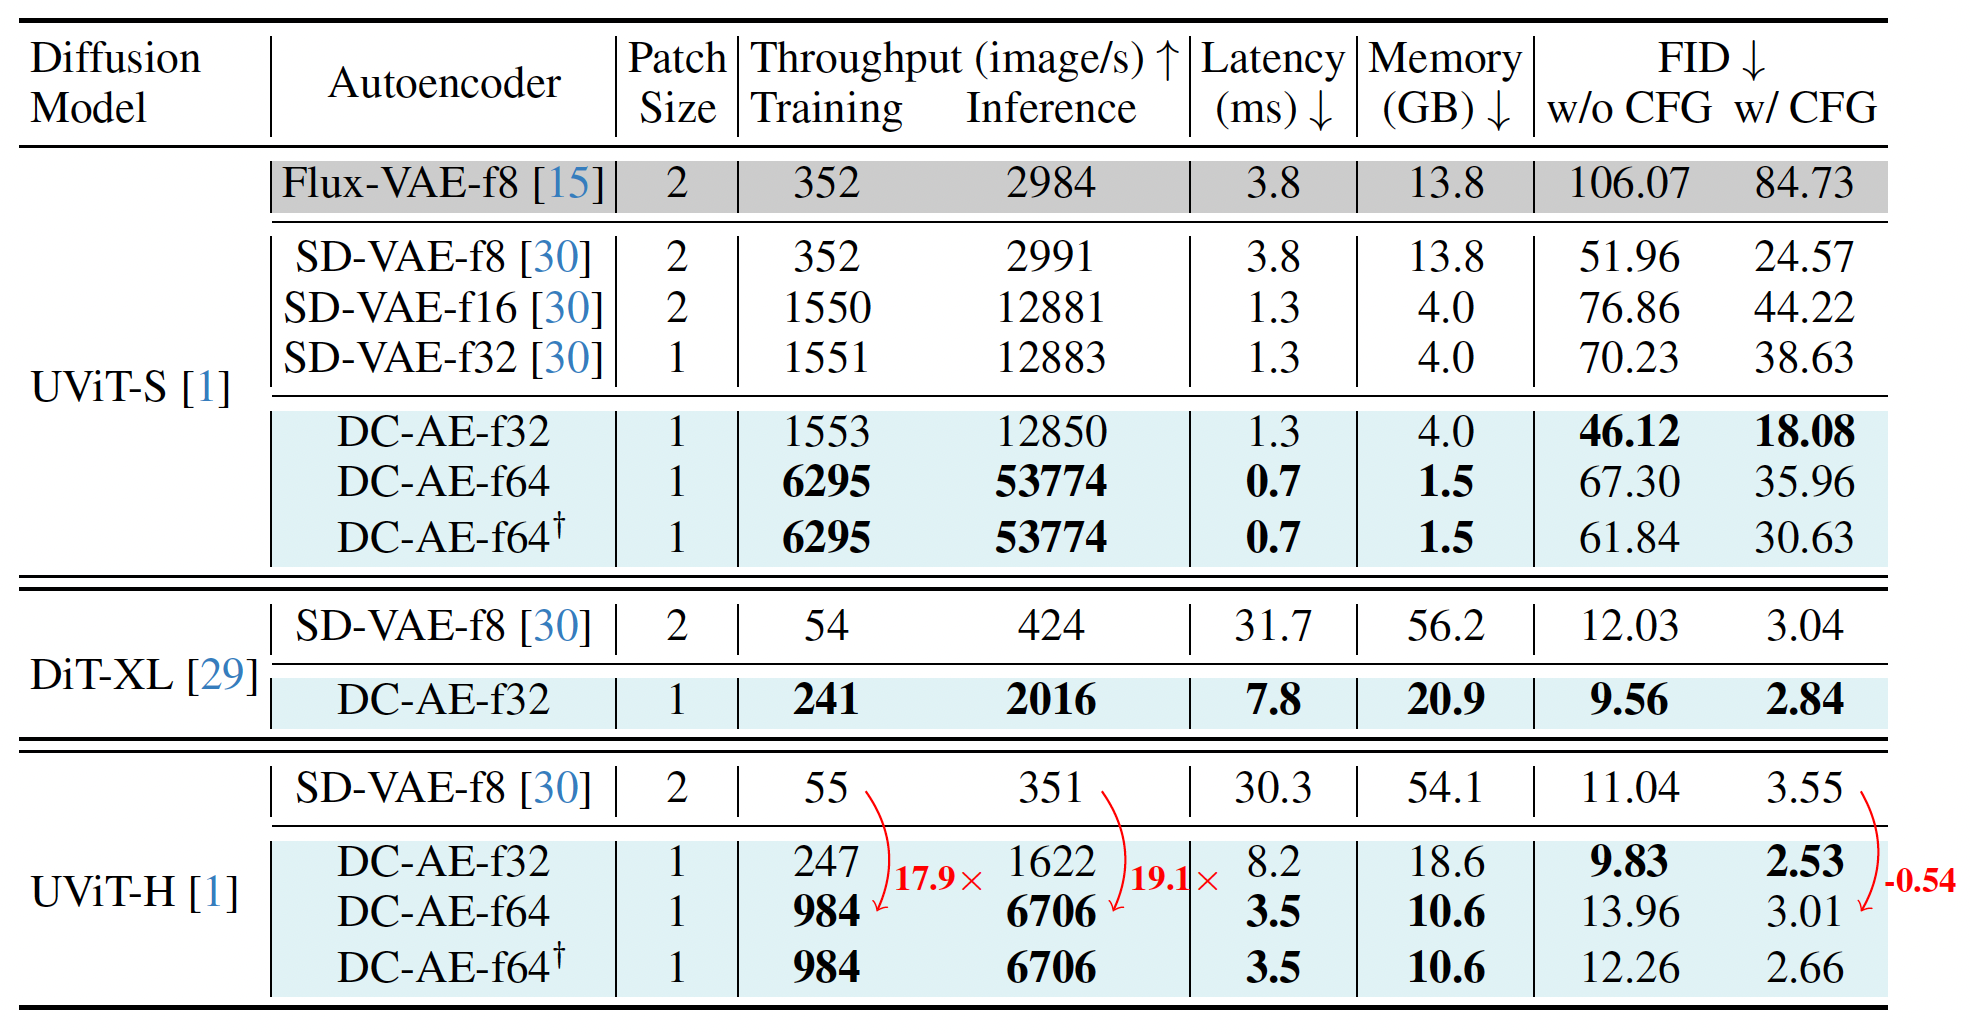 Diffusion Model | Autoencoder | Patch Size | Throughput (image/s) ↑ Training Inference | Latency (ms) ↓ | Memory (GB) ↓ | FID ↓ w/o CFG w/ CFG
Flux-VAE-f8 [15] 2 352 2984 3.8 13.8 106.07 84.73
SD-VAE-f8 [30] 2 352 2991 3.8 13.8 51.96 24.57
SD-VAE-f16 [30] 2 1550 12881 1.3 4.0 76.86 44.22
SD-VAE-f32 [30] 1 1551 12883 1.3 4.0 70.23 38.63
UViT-S [1]
DC-AE-f32 1 1553 12850 1.3 4.0 46.12 18.08
DC-AE-f64 1 6295 53774 0.7 1.5 67.30 35.96
DC-AE-f64† 1 6295 53774 0.7 1.5 61.84 30.63
SD-VAE-f8 [30] 2 54 424 31.7 56.2 12.03 3.04
DiT-XL [29]
DC-AE-f32 1 241 2016 7.8 20.9 9.56 2.84
SD-VAE-f8 [30] 2 55 351 30.3 54.1 11.04 3.55
DC-AE-f32 1 247 1622 8.2 18.6 9.83 2.53
17.9× 19.1× -0.54
UViT-H [1]
DC-AE-f64 1 984 6706 3.5 10.6 13.96 3.01
DC-AE-f64† 1 984 6706 3.5 10.6 12.26 2.66